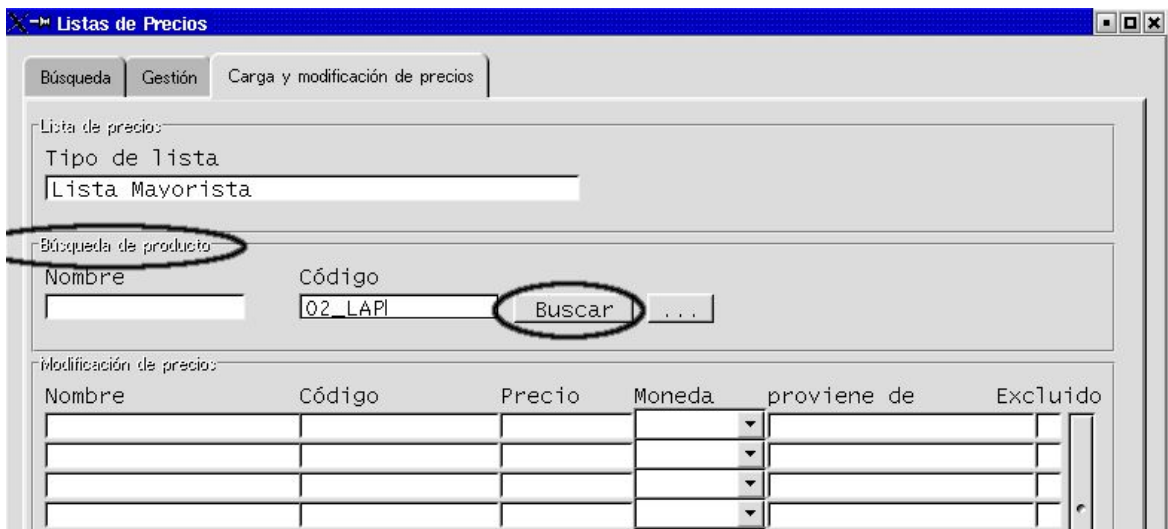 Listas de Precios
Búsqueda Gestión Carga y modificación de precios
Lista de precios
Tipo de lista
Lista Mayorista
Búsqueda de producto
Nombre Código
02_LAP Buscar ...
Modificación de precios
Nombre Código Precio Moneda proviene de Excluido